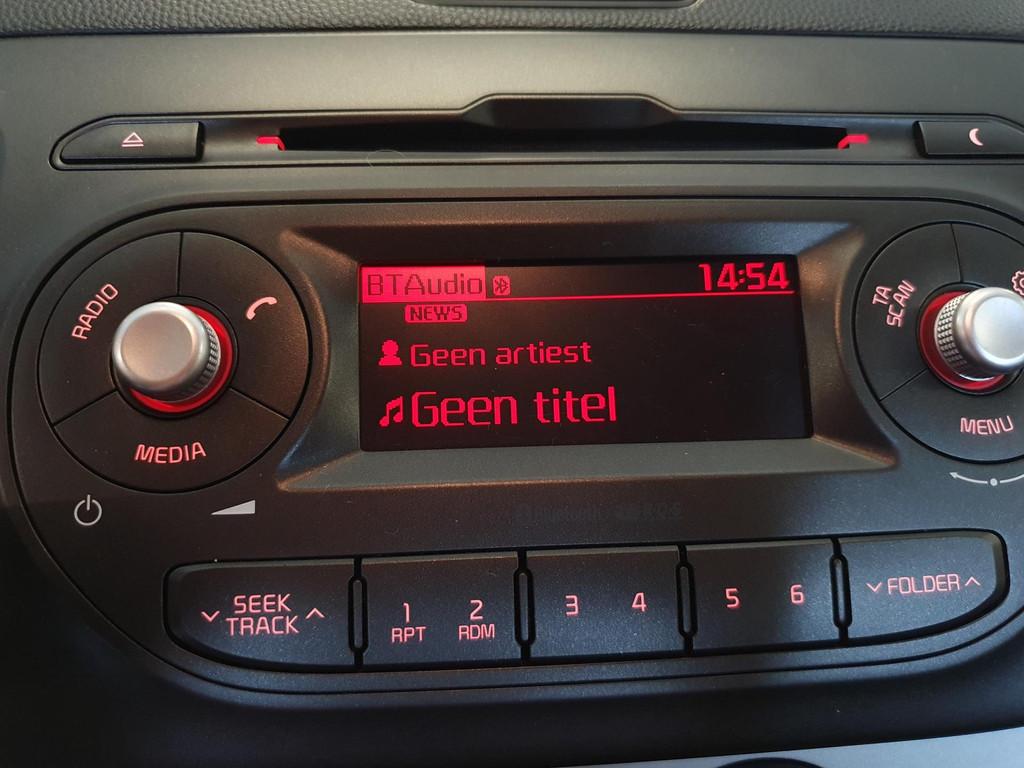 BTAudio 14:54
NEWS
Geen artiest
Geen titel
RADIO
MEDIA
TA
SCAN
MENU
SEEK
TRACK
1 2
RPT RDM
3 4
5 6
FOLDER